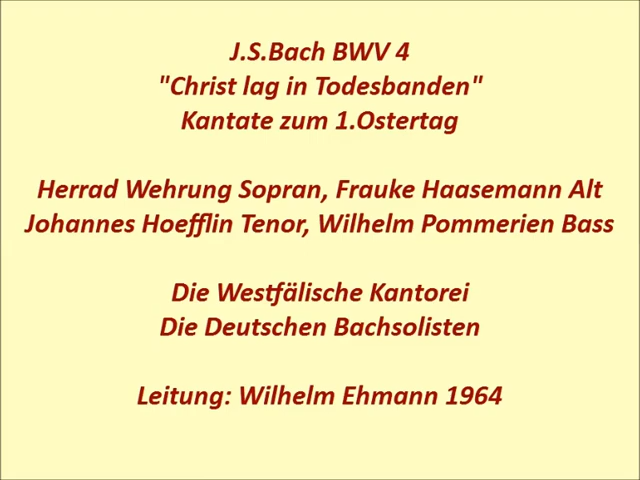 J.S.Bach BWV 4
"Christ lag in Todesbanden"
Kantate zum 1.Ostertag
Herrad Wehrung Sopran, Frauke Haasemann Alt
Johannes Hoefflin Tenor, Wilhelm Pommerien Bass
Die Westfälische Kantorei
Die Deutschen Bachsolisten
Leitung: Wilhelm Ehmann 1964